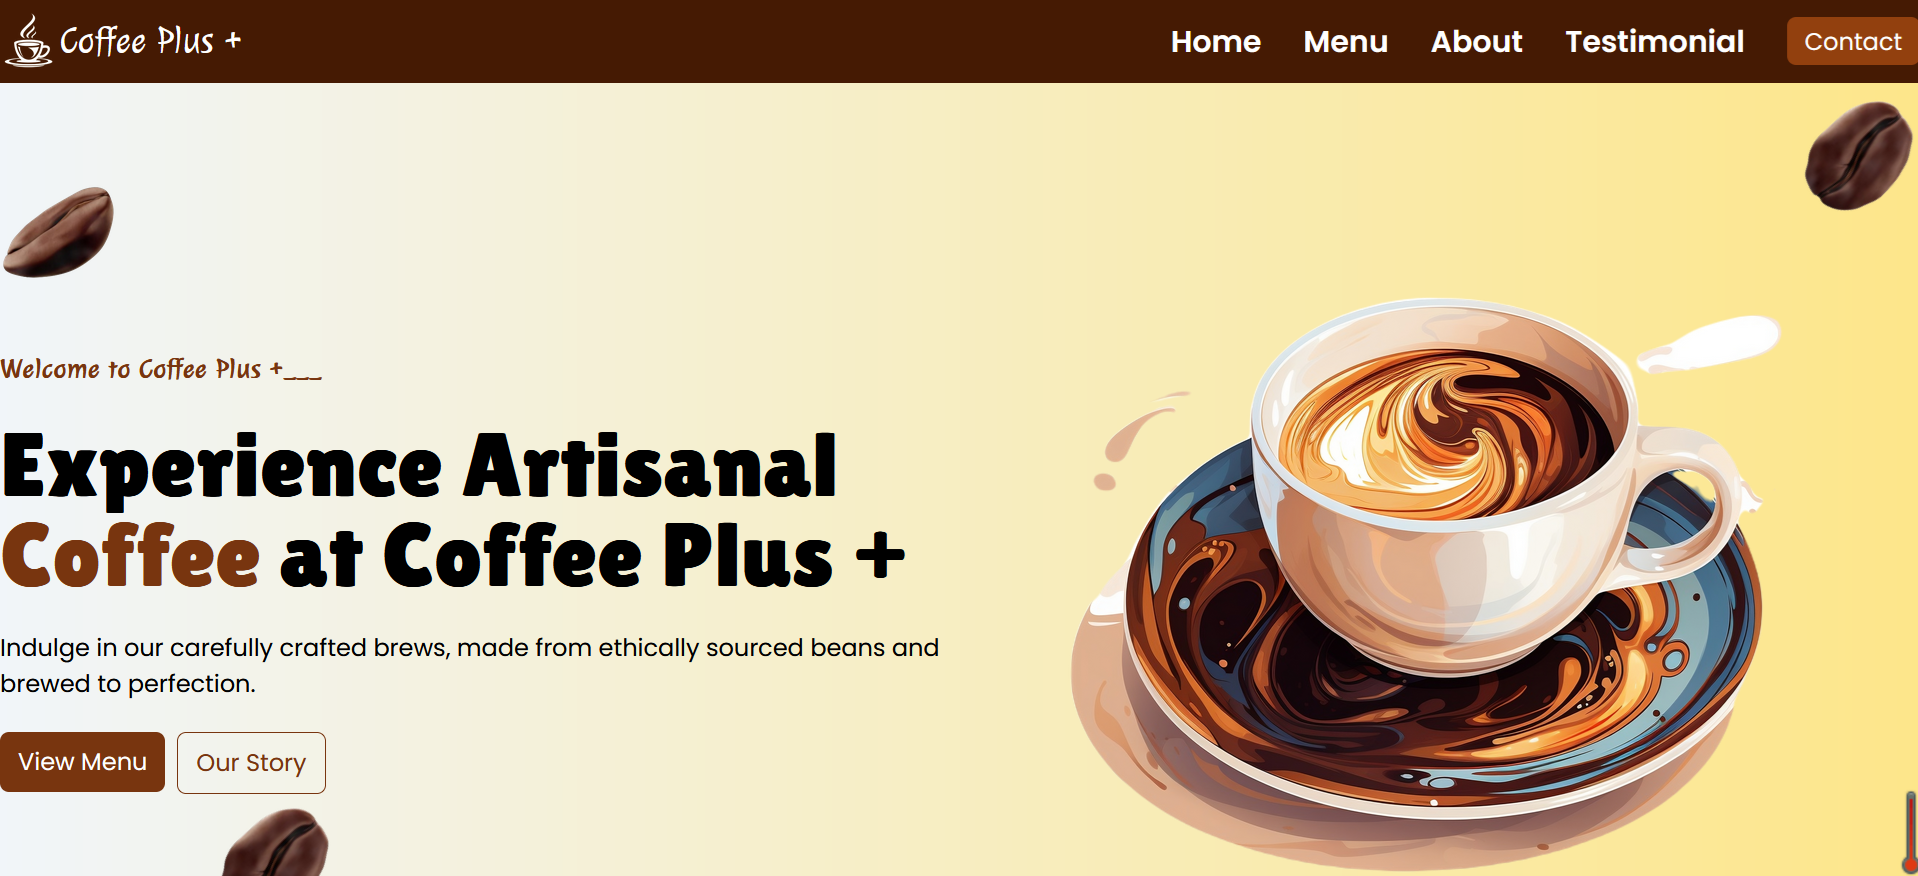 Coffee Plus +
Home Menu About Testimonial Contact
Welcome to Coffee Plus +___
Experience Artisanal
Coffee at Coffee Plus +
Indulge in our carefully crafted brews, made from ethically sourced beans and
brewed to perfection.
View Menu
Our Story